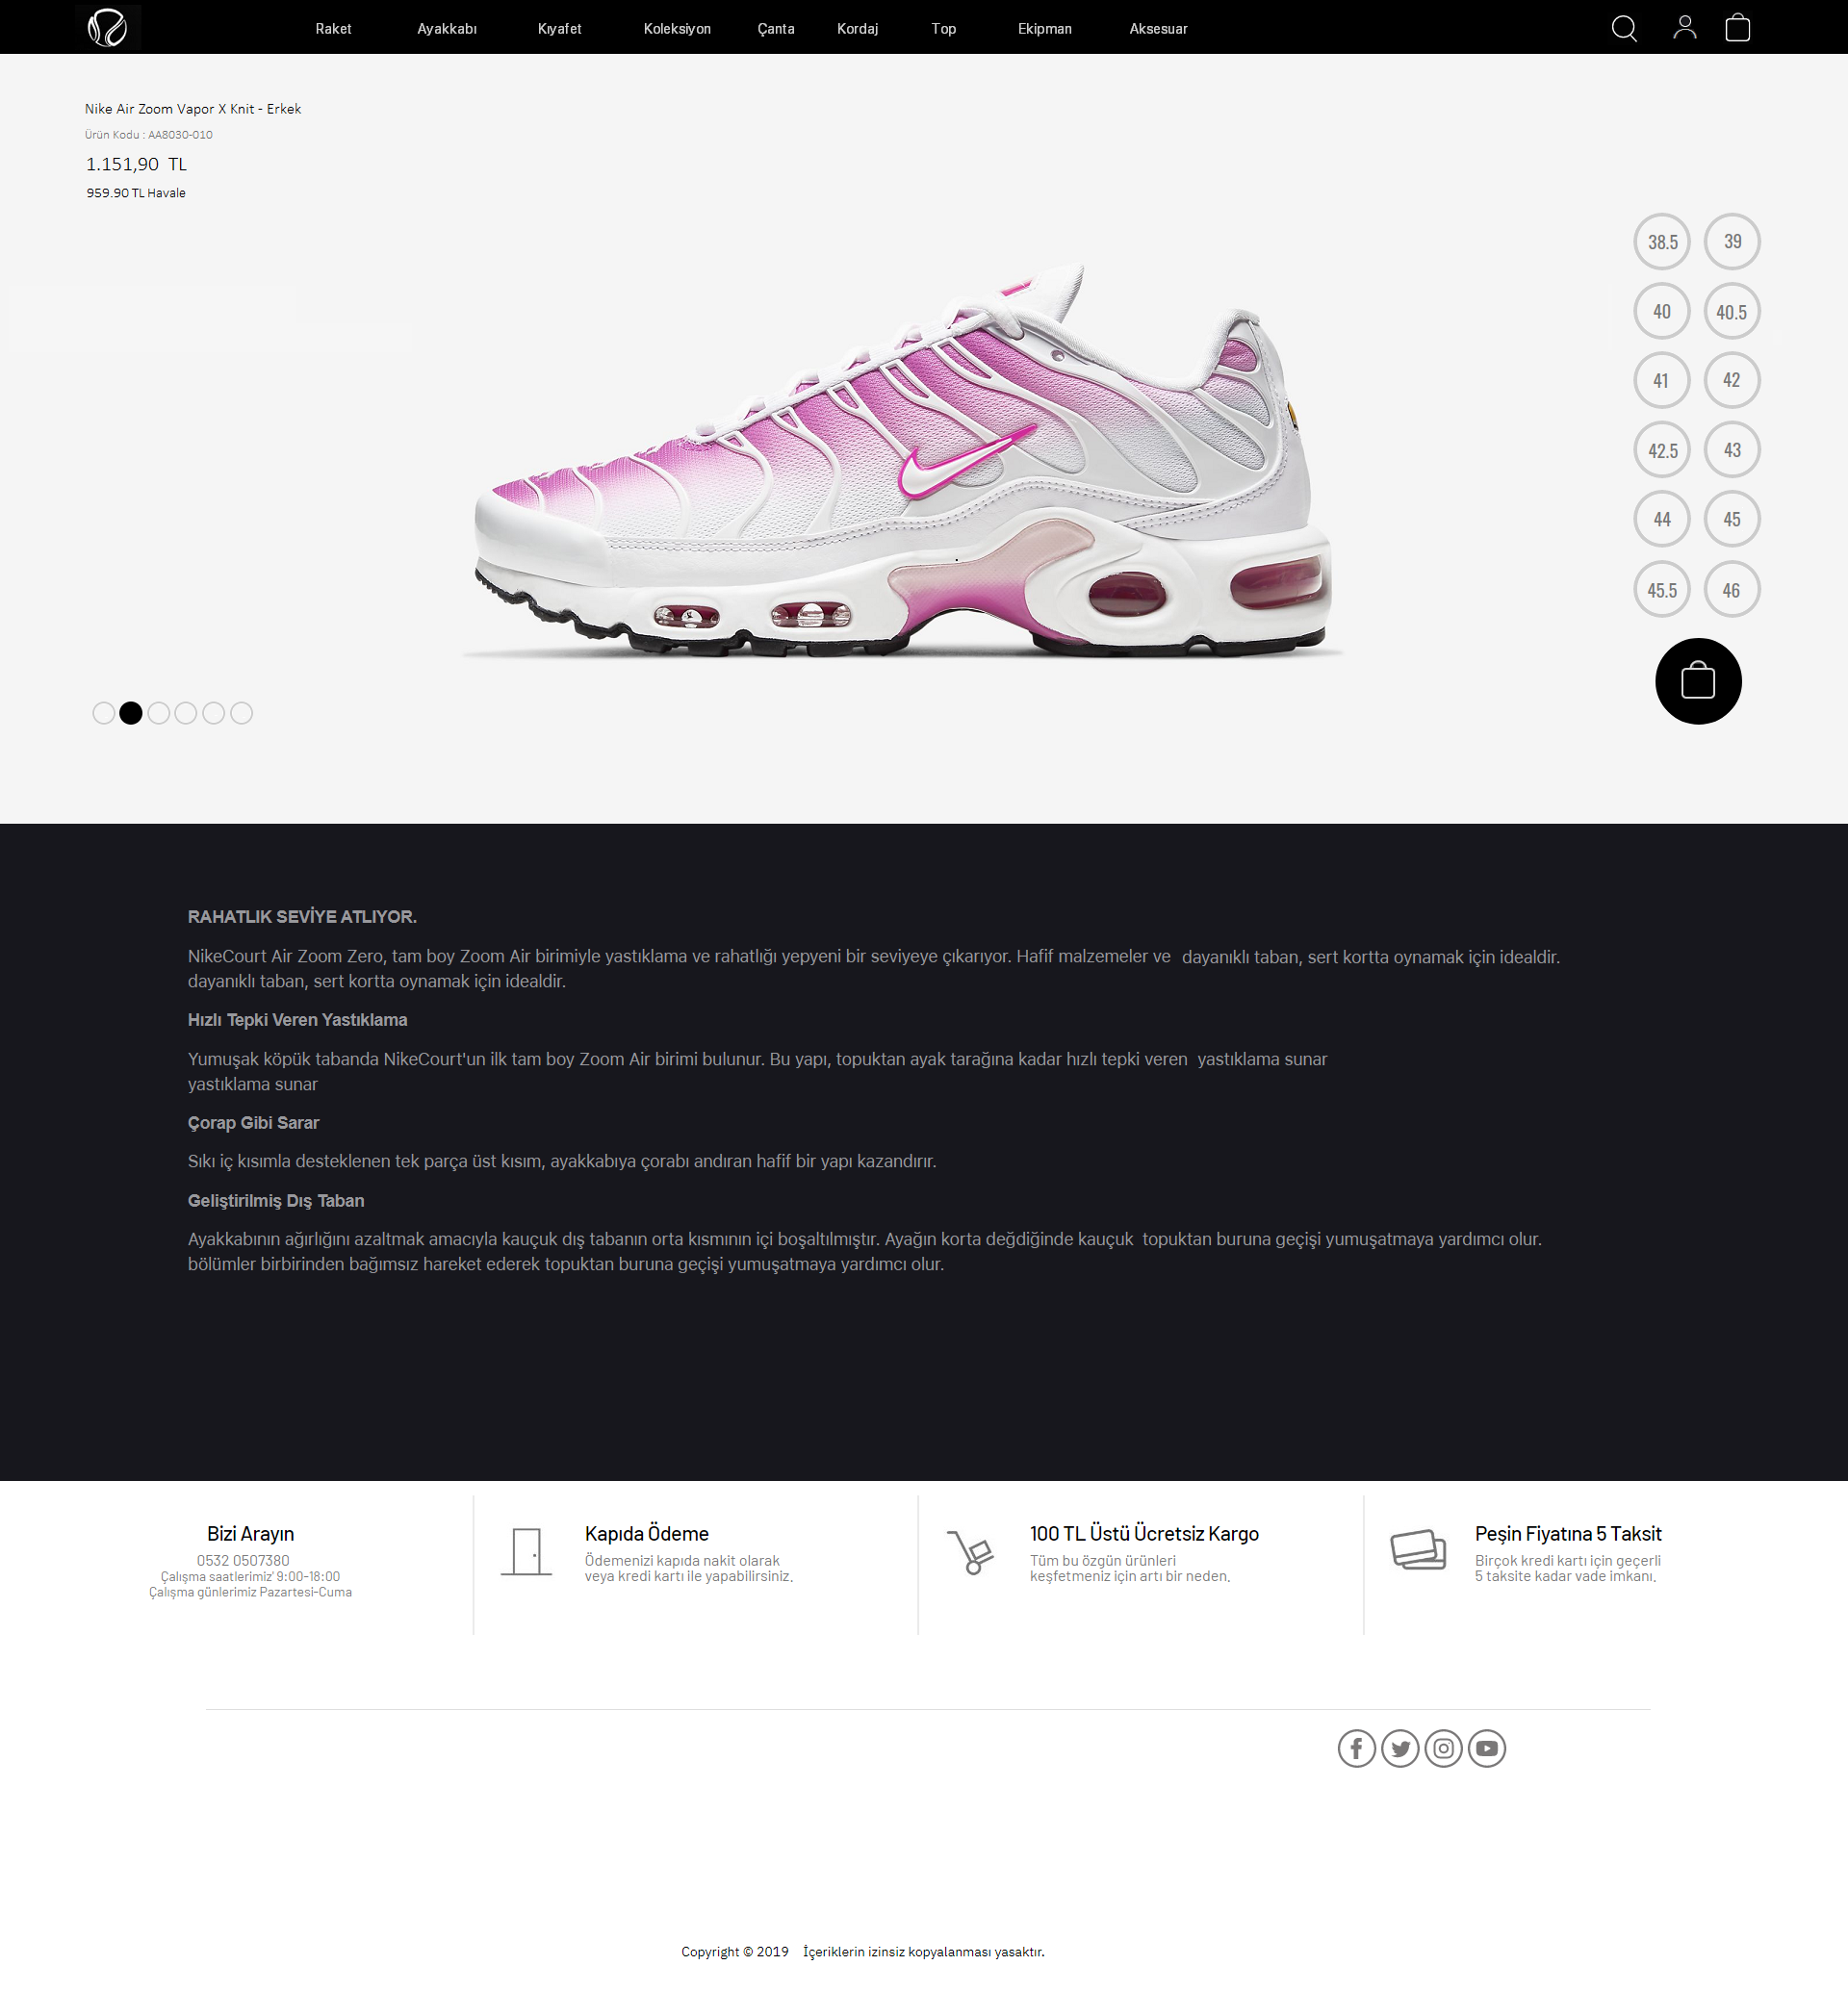 Raket Ayakkabı Kıyafet Koleksiyon Çanta Kordaj Top Ekipman Aksesuar
Nike Air Zoom Vapor X Knit - Erkek
Ürün Kodu : AA8030-010
1.151,90 TL
959.90 TL Havale
38.5 39
40 40.5
41 42
42.5 43
44 45
45.5 46
RAHATLIK SEVİYE ATLIYOR.
NikeCourt Air Zoom Zero, tam boy Zoom Air birimiyle yastıklama ve rahatlığı yepyeni bir seviyeye çıkarıyor. Hafif malzemeler ve dayanıklı taban, sert kortta oynamak için idealdir.
dayanıklı taban, sert kortta oynamak için idealdir.
Hızlı Tepki Veren Yastıklama
Yumuşak köpük tabanda NikeCourt'un ilk tam boy Zoom Air birimi bulunur. Bu yapı, topuktan ayak tarağına kadar hızlı tepki veren yastıklama sunar
yastıklama sunar
Çorap Gibi Sarar
Sıkı iç kısımla desteklenen tek parça üst kısım, ayakkabıya çorabı andıran hafif bir yapı kazandırır.
Geliştirilmiş Dış Taban
Ayakkabının ağırlığını azaltmak amacıyla kauçuk dış tabanın orta kısmının içi boşaltılmıştır. Ayağın korta değdiğinde kauçuk topuktan buruna geçişi yumuşatmaya yardımcı olur.
bölümler birbirinden bağımsız hareket ederek topuktan buruna geçişi yumuşatmaya yardımcı olur.
Bizi Arayın
0532 0507380
Çalışma saatlerimiz' 9:00-18:00
Çalışma günlerimiz Pazartesi-Cuma
Kapıda Ödeme
Ödemenizi kapıda nakit olarak
veya kredi kartı ile yapabilirsiniz.
100 TL Üstü Ücretsiz Kargo
Tüm bu özgün ürünleri
keşfetmeniz için artı bir neden.
Peşin Fiyatına 5 Taksit
Birçok kredi kartı için geçerli
5 taksite kadar vade imkanı.
Copyright © 2019 İçeriklerin izinsiz kopyalanması yasaktır.